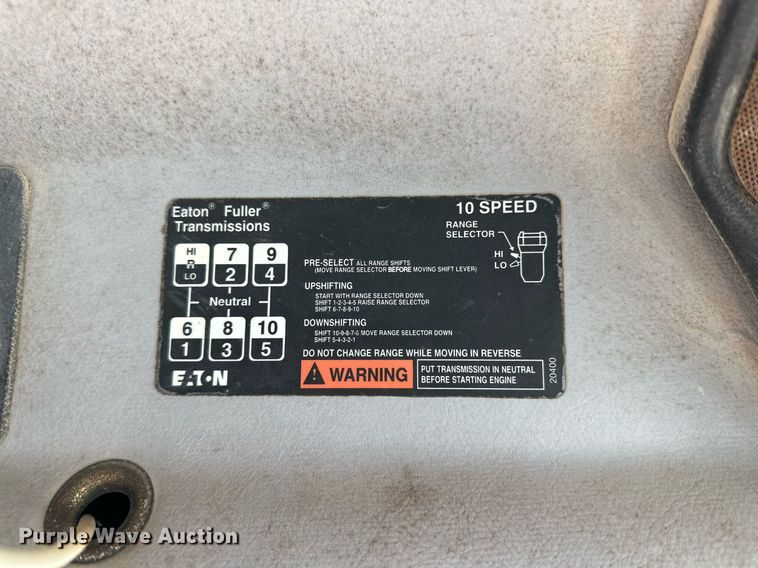 Eaton® Fuller®
Transmissions
10 SPEED
RANGE
SELECTOR
HI
LO
HI
R
LO
7
2
9
4
Neutral
6
1
8
3
10
5
EATON
PRE-SELECT ALL RANGE SHIFTS
(MOVE RANGE SELECTOR BEFORE MOVING SHIFT LEVER)
UPSHIFTING
START WITH RANGE SELECTOR DOWN
SHIFT 1-2-3-4-5 RAISE RANGE SELECTOR
SHIFT 6-7-8-9-10
DOWNSHIFTING
SHIFT 10-9-8-7-6 MOVE RANGE SELECTOR DOWN
SHIFT 5-4-3-2-1
DO NOT CHANGE RANGE WHILE MOVING IN REVERSE
WARNING
PUT TRANSMISSION IN NEUTRAL
BEFORE STARTING ENGINE
20400
Purple Wave Auction